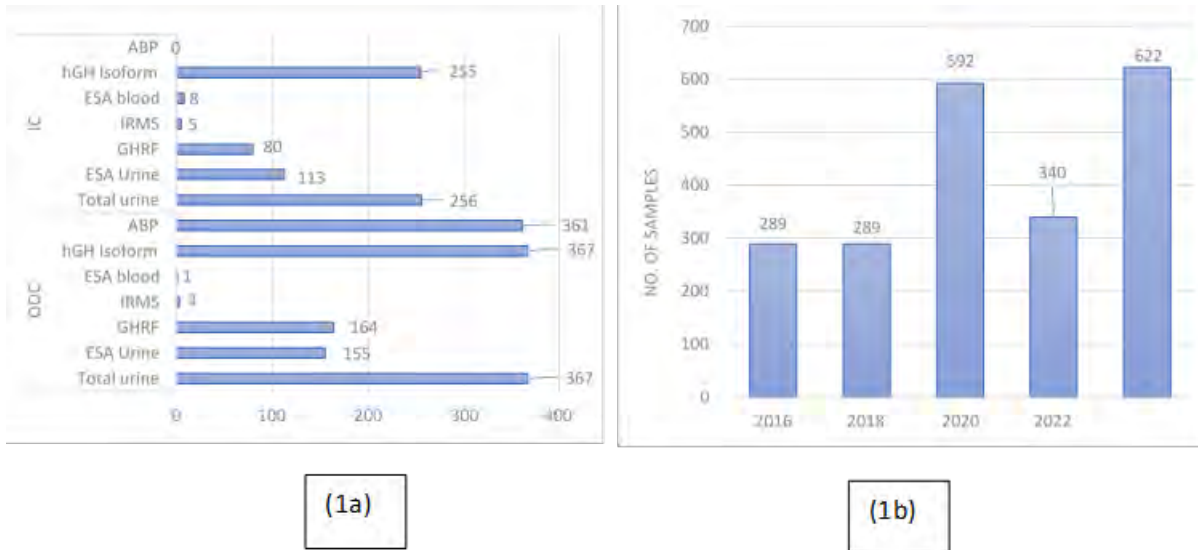 ABP 0
hGH Isoform 255
ESA blood 8
IRMS 5
GHRF 80
ESA Urine 113
Total urine 256
IC
ABP 361
hGH Isoform 367
ESA blood 1
IRMS
GHRF 164
ESA Urine 155
Total urine 367
OOC
0 100 200 300 400
(1a)
700
600
500
400
300
200
100
0
NO. OF SAMPLES
289
289
592
340
622
2016 2018 2020 2022
(1b)